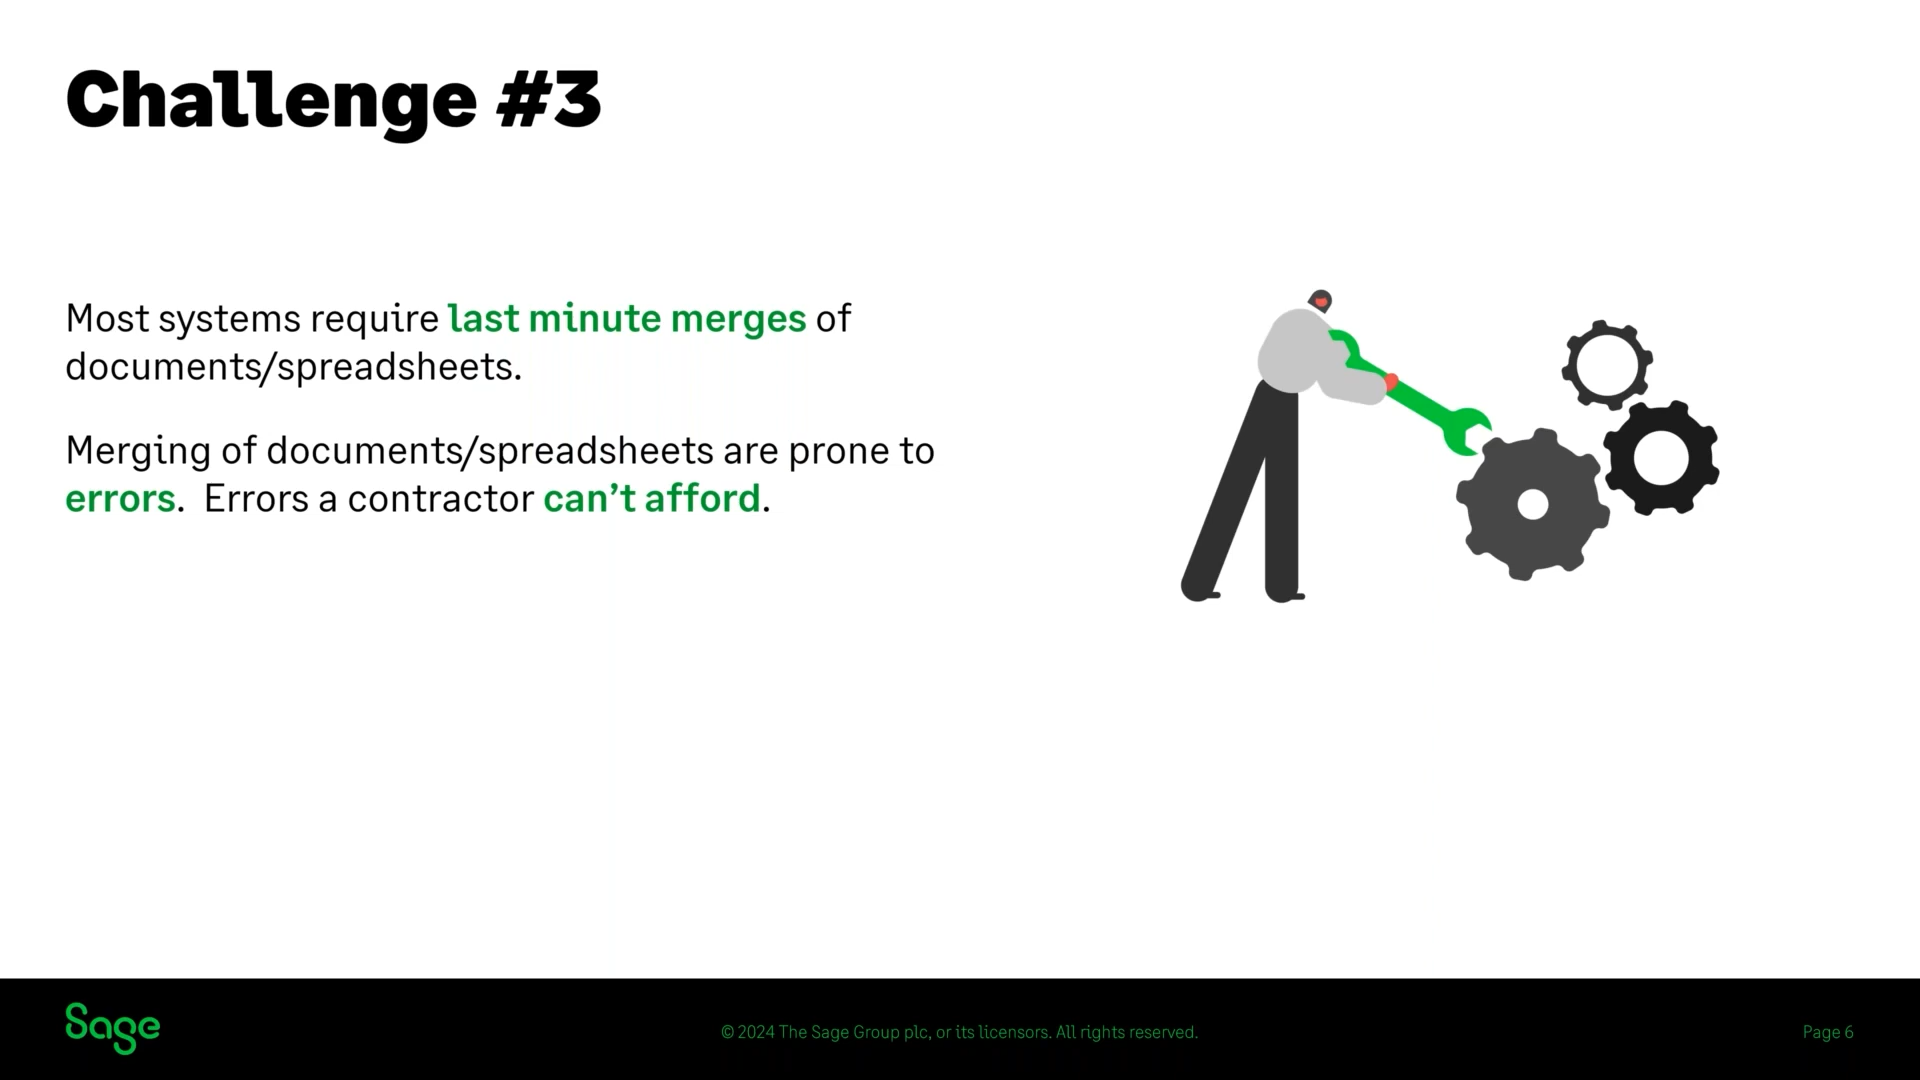 Challenge #3
Most systems require last minute merges of
documents/spreadsheets.
Merging of documents/spreadsheets are prone to
errors.  Errors a contractor can’t afford.
Sage
© 2024 The Sage Group plc, or its licensors. All rights reserved.
Page 6